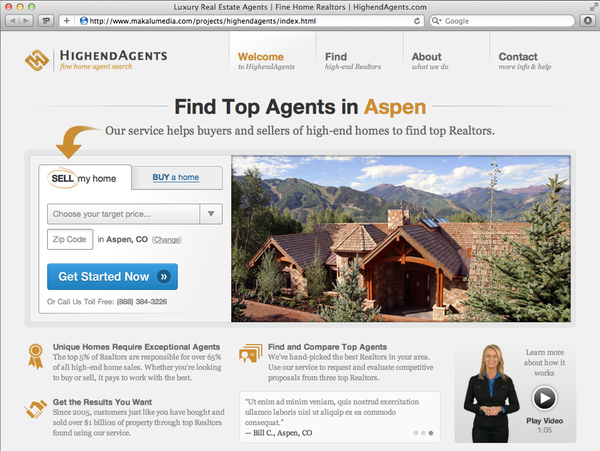 Luxury Real Estate Agents | Fine Home Realtors | HighendAgents.com
http://www.makalumedia.com/projects/highendagents/index.html
Google
HIGHENDAGENTS
fine home agent search
Welcome
to HighendAgents
Find
high-end Realtors
About
what we do
Contact
more info & help
Find Top Agents in Aspen
Our service helps buyers and sellers of high-end homes to find top Realtors.
SELL my home
BUY a home
Choose your target price...
Zip Code in Aspen, CO (Change)
Get Started Now »
Or Call Us Toll Free: (888) 384-3226
Unique Homes Require Exceptional Agents
The top 5% of Realtors are responsible for over 65%
of all high-end home sales. Whether you're looking
to buy or sell, it pays to work with the best.
Get the Results You Want
Since 2005, customers just like you have bought and
sold over $1 billion of property through top Realtors
found using our service.
Find and Compare Top Agents
We've hand-picked the best Realtors in your area.
Use our service to request and evaluate competitive
proposals from three top Realtors.
"Ut enim ad minim veniam, quis nostrud exercitation
ullamco laboris nisi ut aliquip ex ea commodo
consequat."
— Bill C., Aspen, CO
Learn more
about how it
works
Play Video
1:05